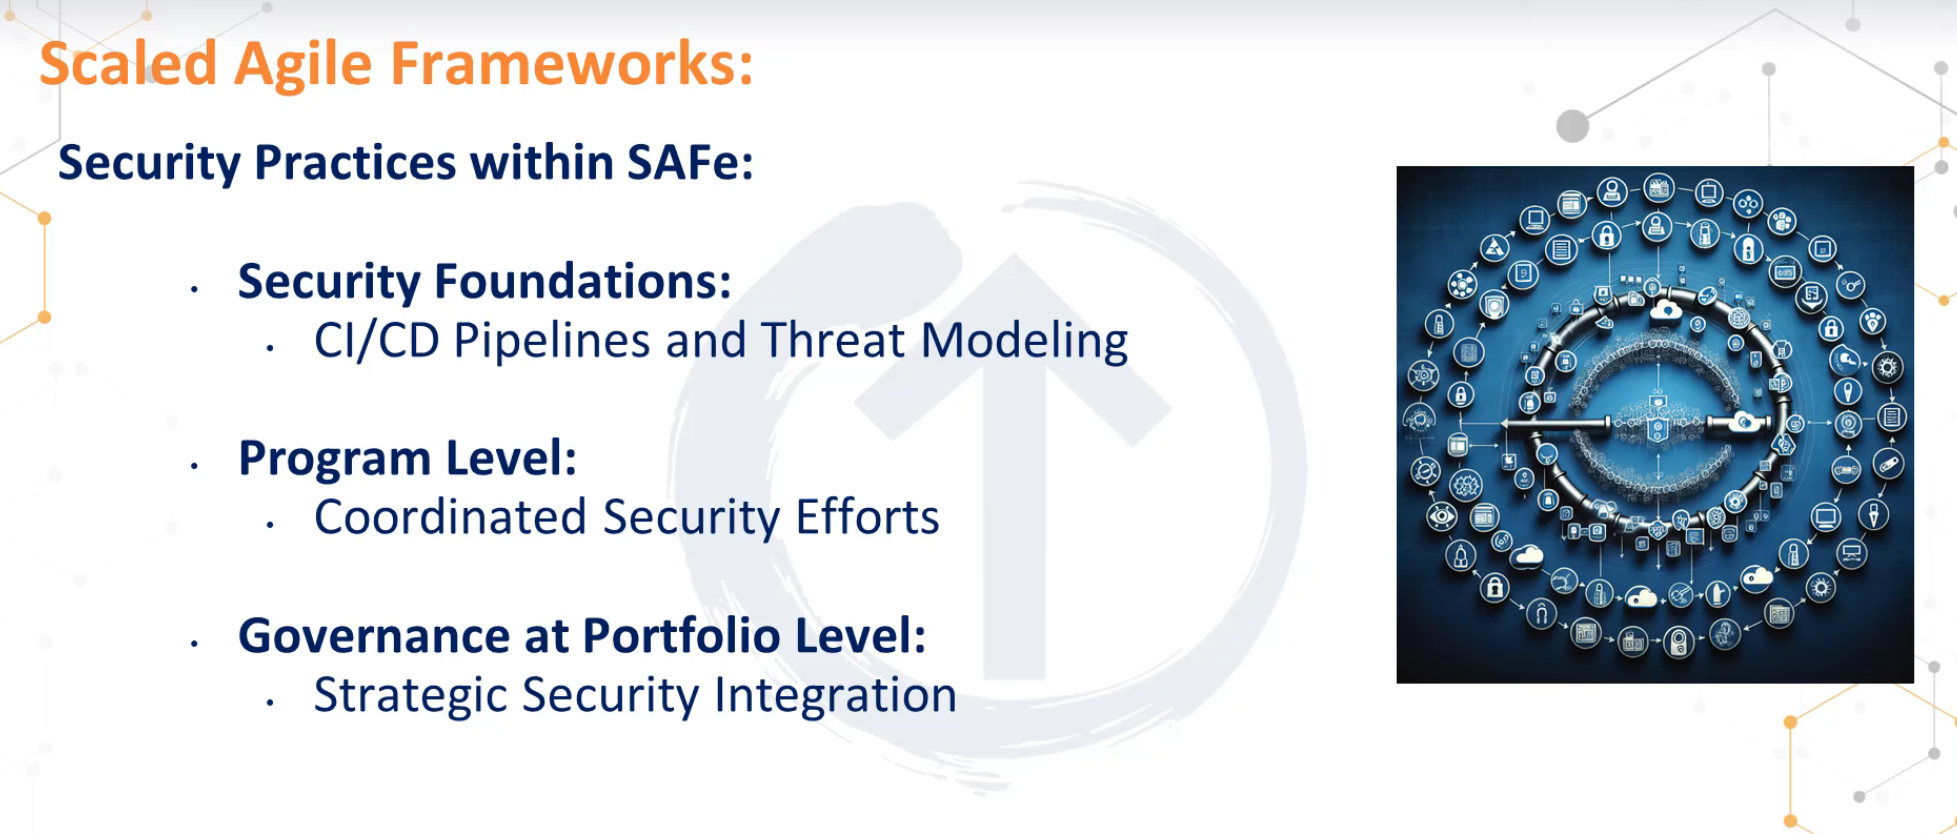 Scaled Agile Frameworks:
Security Practices within SAFe:
· Security Foundations:
· CI/CD Pipelines and Threat Modeling
· Program Level:
· Coordinated Security Efforts
· Governance at Portfolio Level:
· Strategic Security Integration